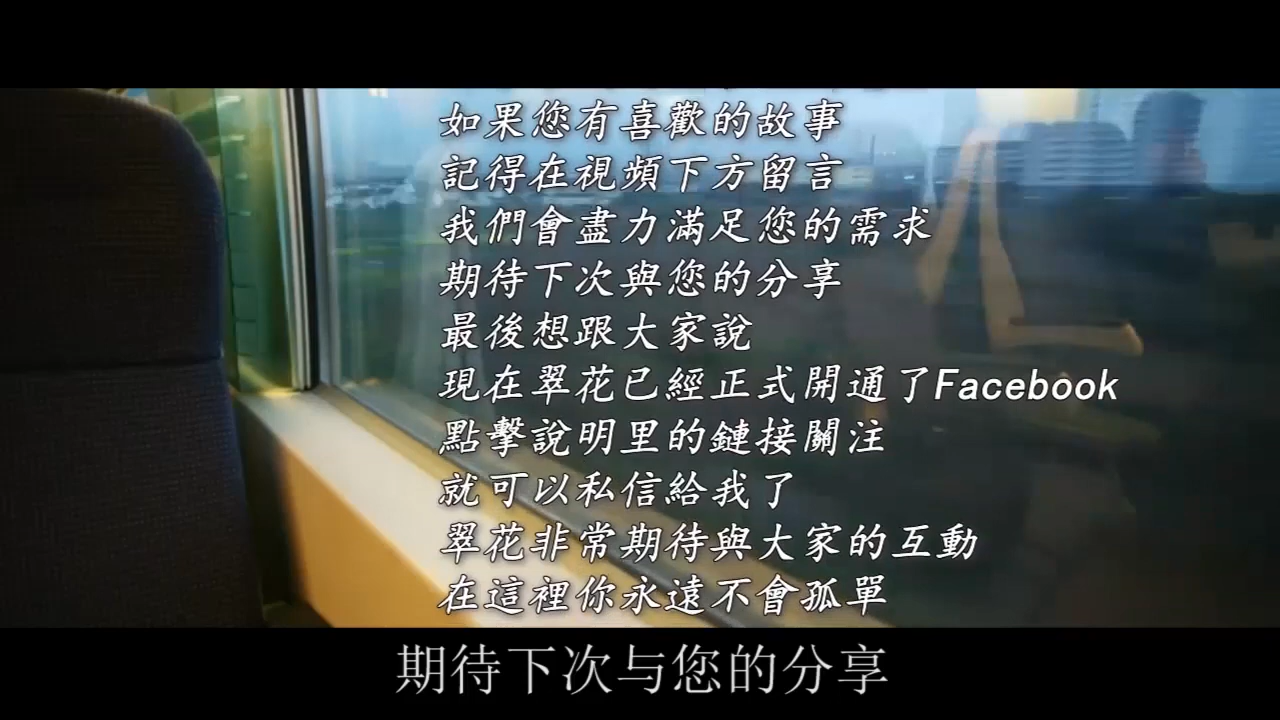 如果您有喜歡的故事
記得在視頻下方留言
我們會盡力滿足您的需求
期待下次與您的分享
最後想跟大家說
現在翠花已經正式開通了Facebook
點擊說明里的鏈接關注
就可以私信給我了
翠花非常期待與大家的互動
在這裡你永遠不會孤單
期待下次与您的分享